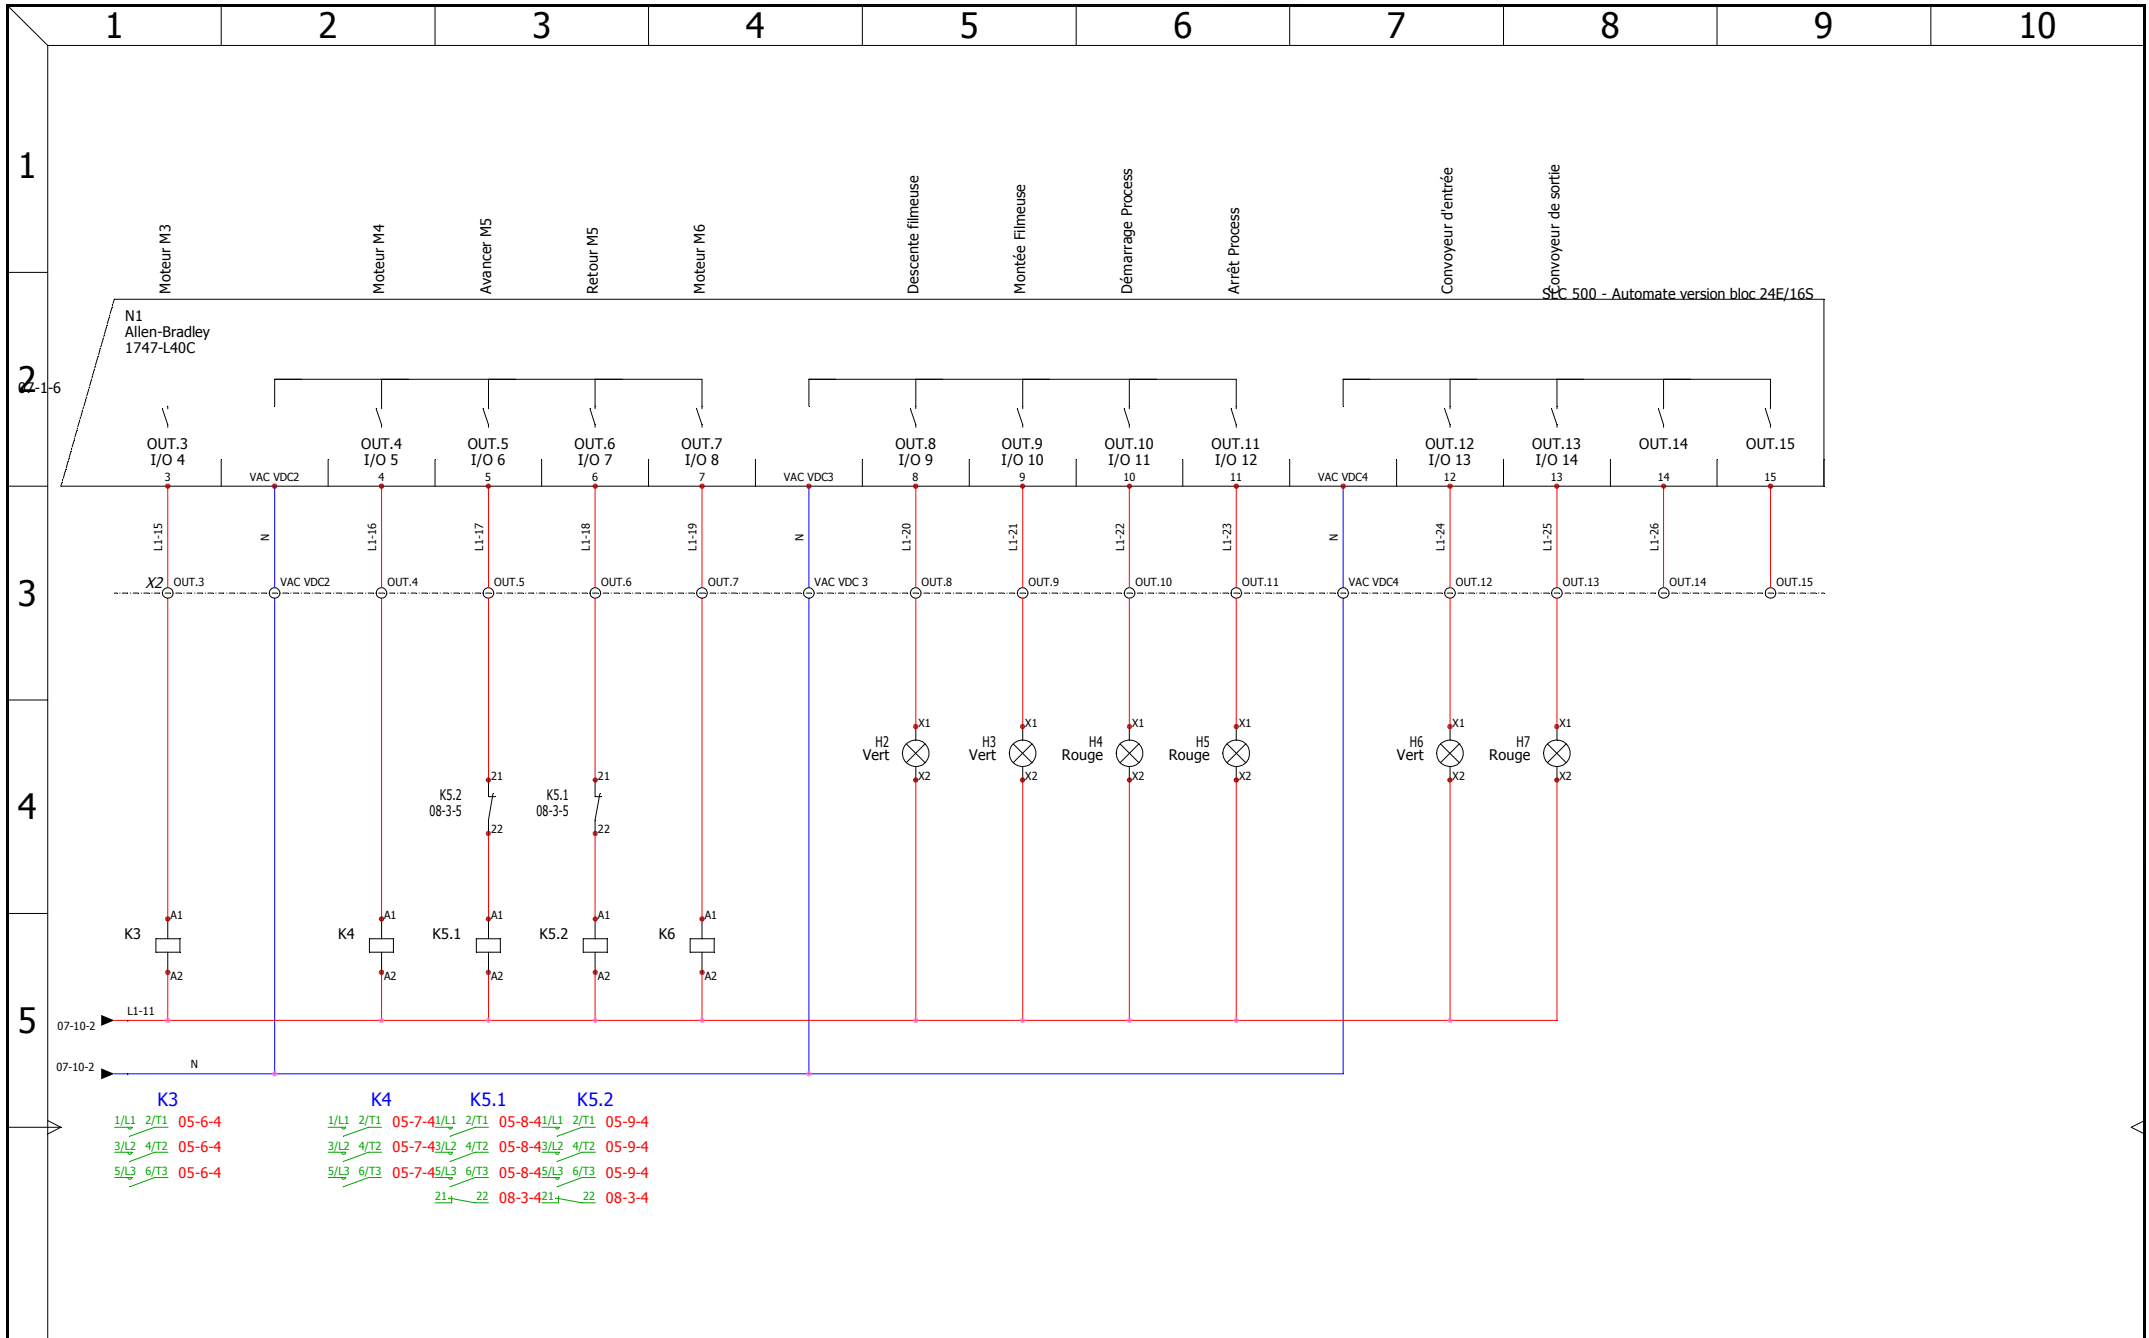 1 2 3 4 5 6 7 8 9 10
1
2
3
4
5
Moteur M3
Moteur M4
Avancer M5
Retour M5
Moteur M6
Descente filmeuse
Montée Filmeuse
Démarrage Process
Arrêt Process
Convoyeur d'entrée
Convoyeur de sortie
SLC 500 - Automate version bloc 24E/16S
N1
Allen-Bradley
1747-L40C
07-1-6
OUT.3 OUT.4 OUT.5 OUT.6 OUT.7 OUT.8 OUT.9 OUT.10 OUT.11 OUT.12 OUT.13 OUT.14 OUT.15
I/O 4 I/O 5 I/O 6 I/O 7 I/O 8 I/O 9 I/O 10 I/O 11 I/O 12 I/O 13 I/O 14
3 VAC VDC2 4 5 6 7 VAC VDC3 8 9 10 11 VAC VDC4 12 13 14 15
L1-15 N L1-16 L1-17 L1-18 L1-19 N L1-20 L1-21 L1-22 L1-23 N L1-24 L1-25 L1-26
X2 OUT.3 VAC VDC2 OUT.4 OUT.5 OUT.6 OUT.7 VAC VDC 3 OUT.8 OUT.9 OUT.10 OUT.11 VAC VDC4 OUT.12 OUT.13 OUT.14 OUT.15
X1 X1 X1 X1 X1 X1
H2 H3 H4 H5 H6 H7
Vert Vert Rouge Rouge Vert Rouge
X2 X2 X2 X2 X2 X2
21 21
K5.2 K5.1
08-3-5 08-3-5
22 22
A1 A1 A1 A1 A1
K3 K4 K5.1 K5.2 K6
A2 A2 A2 A2 A2
07-10-2 L1-11
07-10-2 N
K3 K4 K5.1 K5.2
1/L1 2/T1 05-6-4 1/L1 2/T1 05-7-4 1/L1 2/T1 05-8-4 1/L1 2/T1 05-9-4
3/L2 4/T2 05-6-4 3/L2 4/T2 05-7-4 3/L2 4/T2 05-8-4 3/L2 4/T2 05-9-4
5/L3 6/T3 05-6-4 5/L3 6/T3 05-7-4 5/L3 6/T3 05-8-4 5/L3 6/T3 05-9-4
21 22 08-3-4 21 22 08-3-4